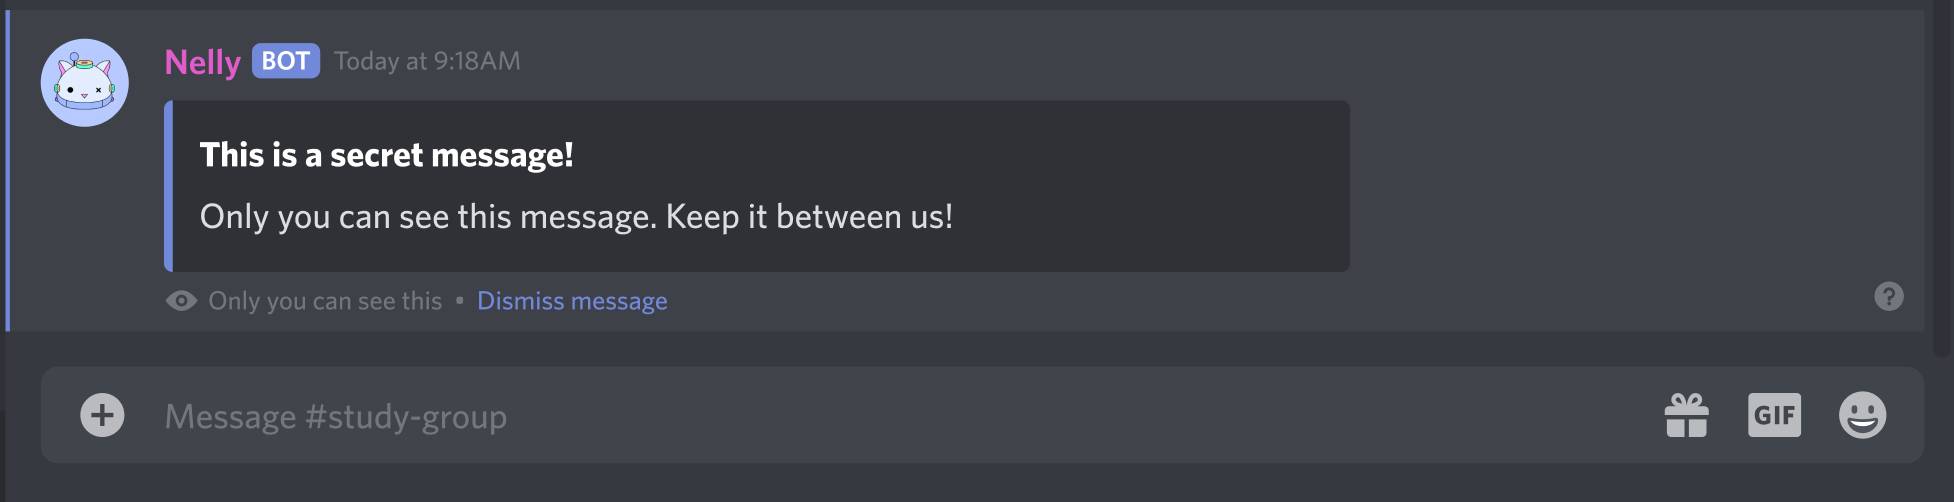 Nelly BOT Today at 9:18AM
This is a secret message!
Only you can see this message. Keep it between us!
Only you can see this • Dismiss message
?
Message #study-group
GIF